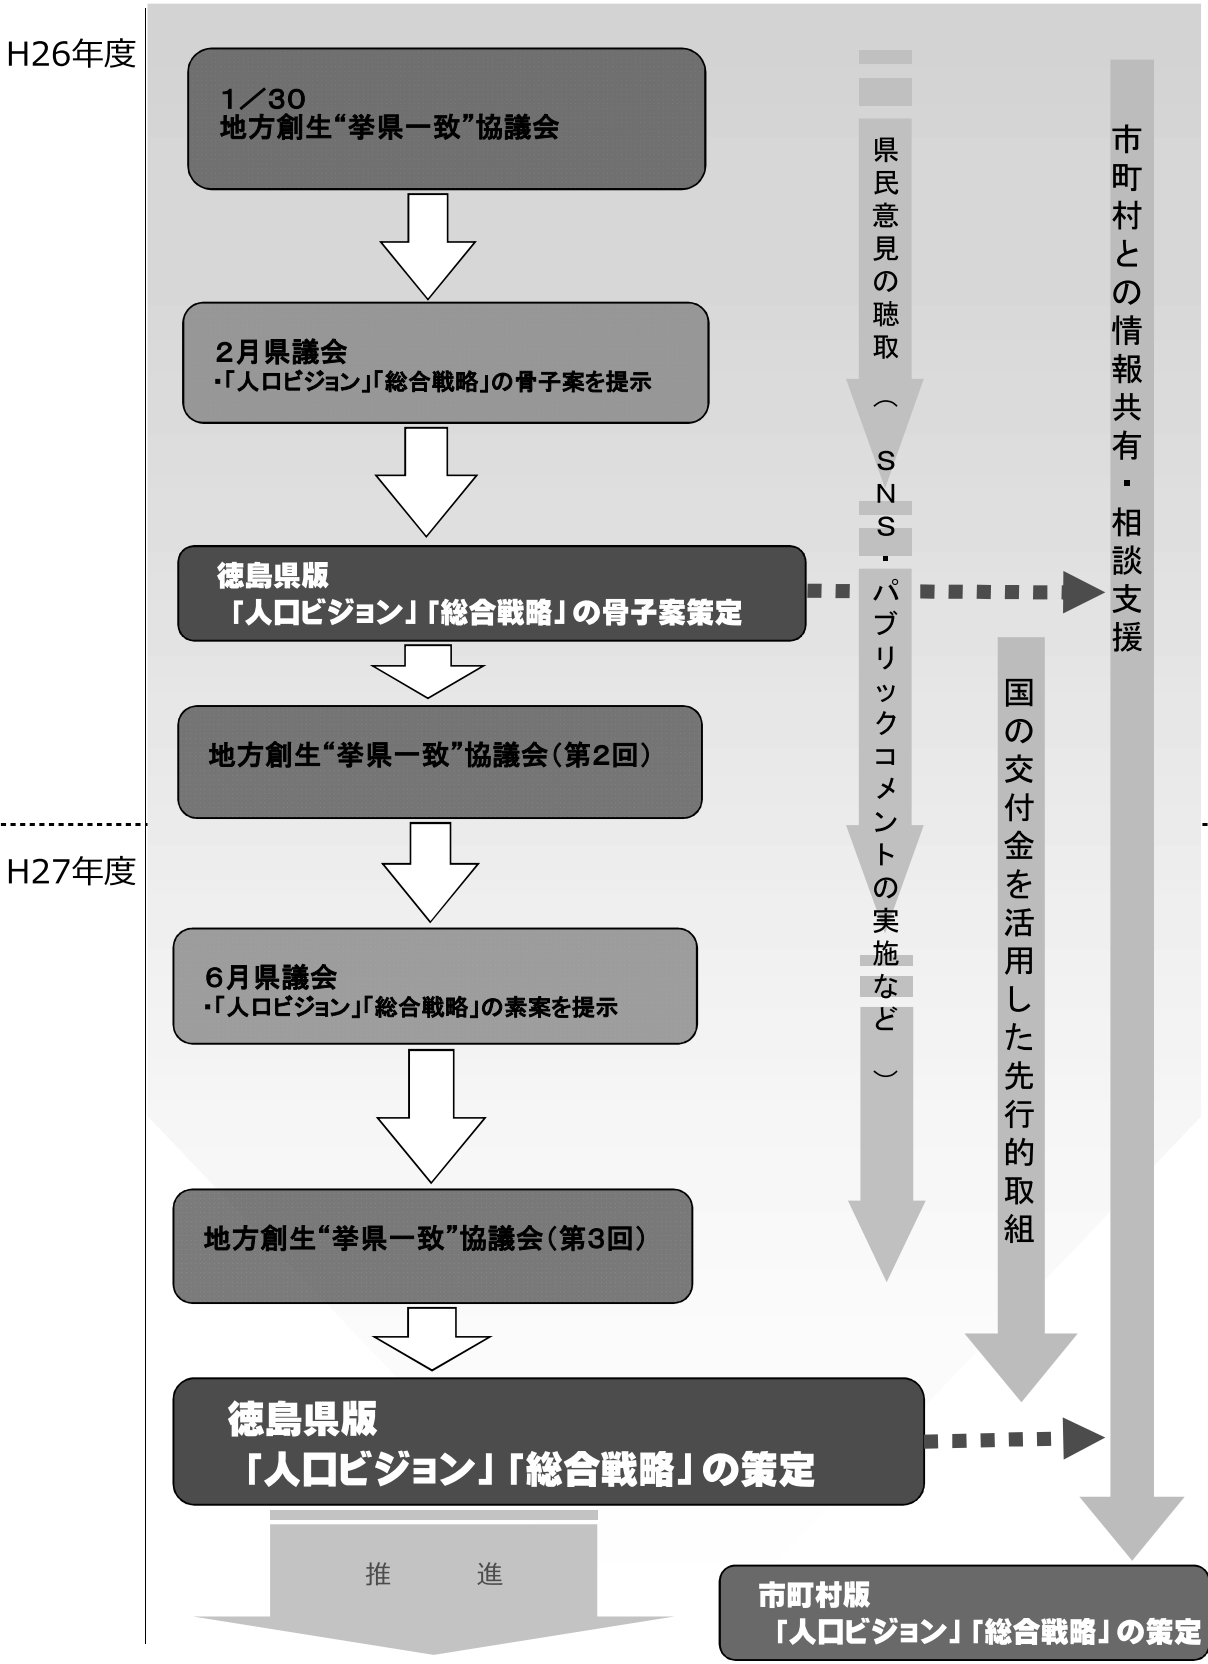 H26年度
1／30
地方創生“挙県一致”協議会
2月県議会
・「人口ビジョン」「総合戦略」の骨子案を提示
徳島県版
「人口ビジョン」「総合戦略」の骨子案策定
地方創生“挙県一致”協議会（第2回）
H27年度
6月県議会
・「人口ビジョン」「総合戦略」の素案を提示
地方創生“挙県一致”協議会（第3回）
徳島県版
「人口ビジョン」「総合戦略」の策定
推　進
県民意見の聴取（SNS・パブリックコメントの実施など）
国の交付金を活用した先行的取組
市町村との情報共有・相談支援
市町村版
「人口ビジョン」「総合戦略」の策定